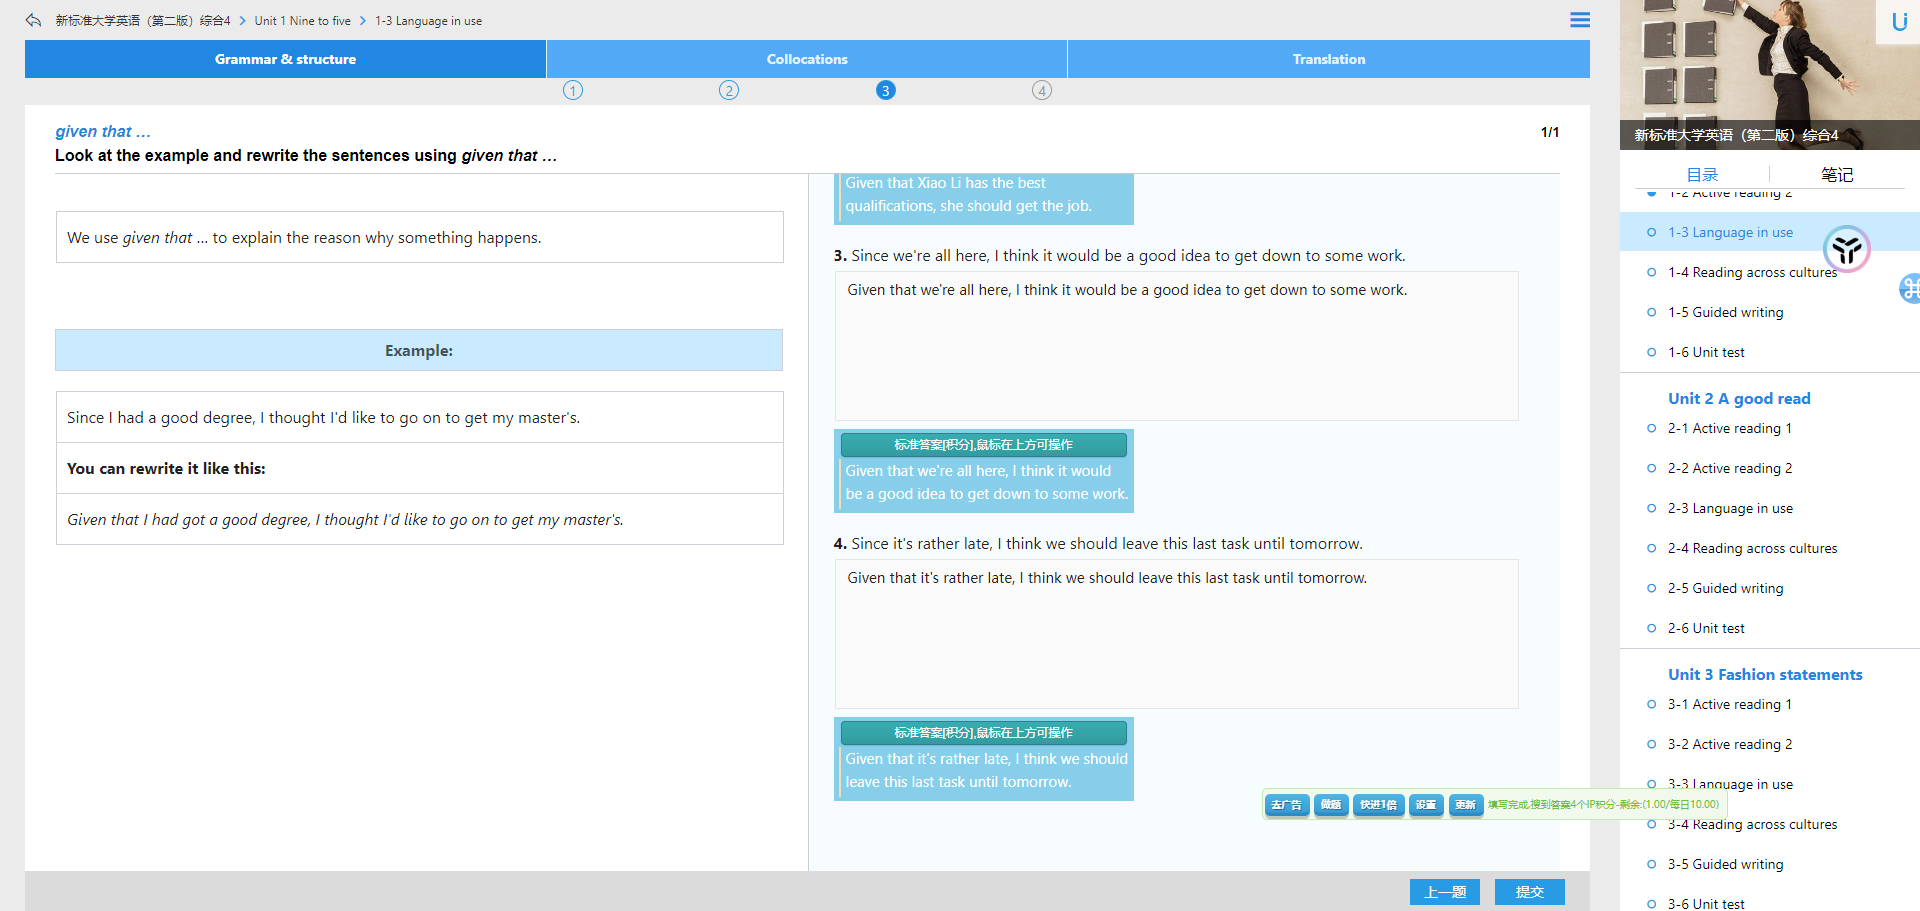 新标准大学英语（第二版）综合4 > Unit 1 Nine to five > 1-3 Language in use
Grammar & structure
Collocations
Translation
1
2
3
4
given that ...
1/1
Look at the example and rewrite the sentences using given that ...
We use given that ... to explain the reason why something happens.
Example:
Since I had a good degree, I thought I'd like to go on to get my master's.
You can rewrite it like this:
Given that I had got a good degree, I thought I'd like to go on to get my master's.
Given that Xiao Li has the best
qualifications, she should get the job.
3. Since we're all here, I think it would be a good idea to get down to some work.
Given that we're all here, I think it would be a good idea to get down to some work.
标准答案[积分],鼠标在上方可操作
Given that we're all here, I think it would
be a good idea to get down to some work.
4. Since it's rather late, I think we should leave this last task until tomorrow.
Given that it's rather late, I think we should leave this last task until tomorrow.
标准答案[积分],鼠标在上方可操作
Given that it's rather late, I think we should
leave this last task until tomorrow.
去广告
做题
快进1倍
设置
更新
填写完成,搜到答案4个IP积分-剩余:(1.00/每日10.00)
上一题
提交
U
新标准大学英语（第二版）综合4
目录
笔记
1-2 Active reading 2
1-3 Language in use
1-4 Reading across cultures
1-5 Guided writing
1-6 Unit test
Unit 2 A good read
2-1 Active reading 1
2-2 Active reading 2
2-3 Language in use
2-4 Reading across cultures
2-5 Guided writing
2-6 Unit test
Unit 3 Fashion statements
3-1 Active reading 1
3-2 Active reading 2
3-3 Language in use
3-4 Reading across cultures
3-5 Guided writing
3-6 Unit test